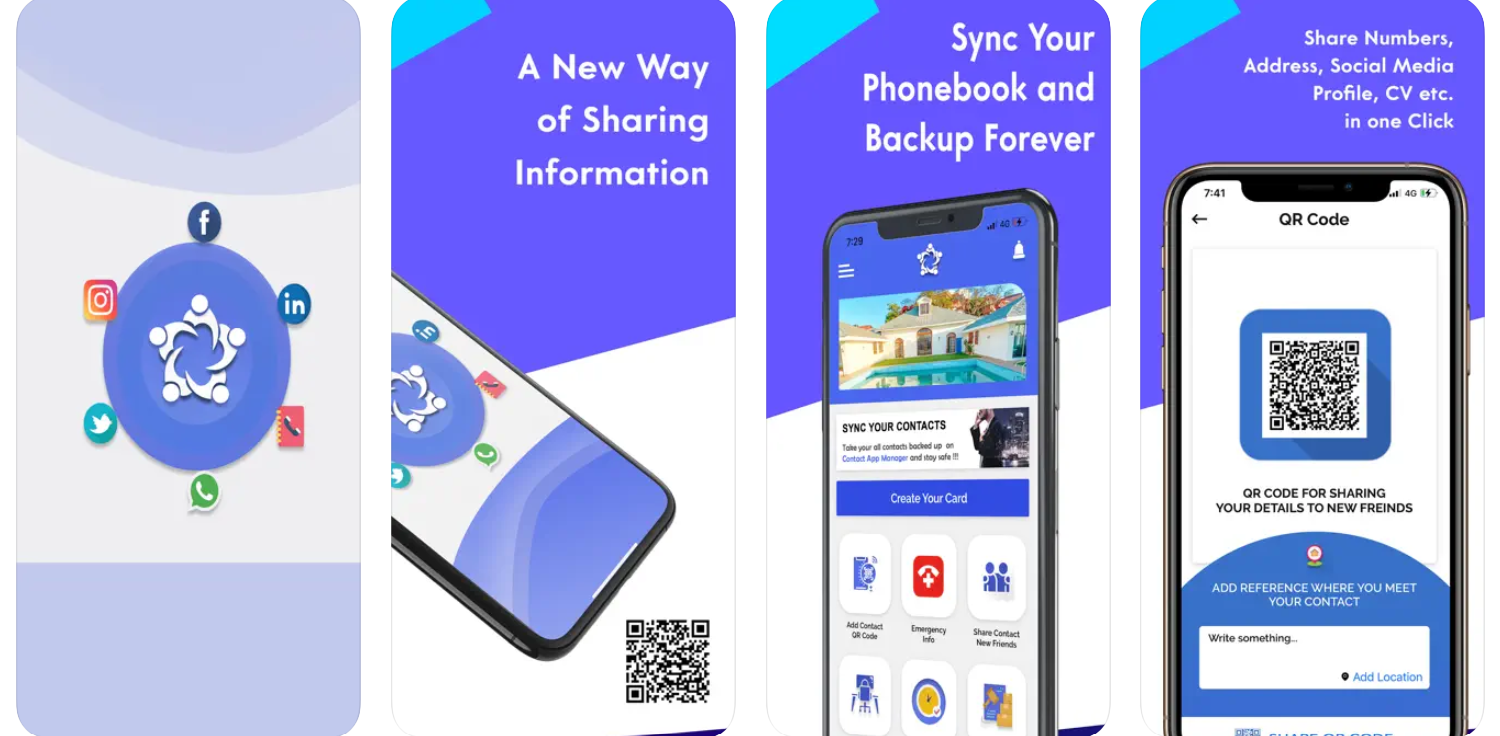 A New Way
of Sharing
Information
Sync Your
Phonebook and
Backup Forever
7:29
4G
SYNC YOUR CONTACTS
Take your all contacts backed up on
Contact App Manager and stay safe !!!
Create Your Card
Add Contact
QR Code
Emergency
Info
Share Contact
New Friends
Share Numbers,
Address, Social Media
Profile, CV etc.
in one Click
7:41
4G
QR Code
QR CODE FOR SHARING
YOUR DETAILS TO NEW FREINDS
ADD REFERENCE WHERE YOU MEET
YOUR CONTACT
Write something...
Add Location
SHARE QR CODE